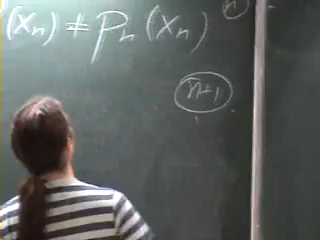 (xₙ) ≠ pₙ(xₙ)
n+1